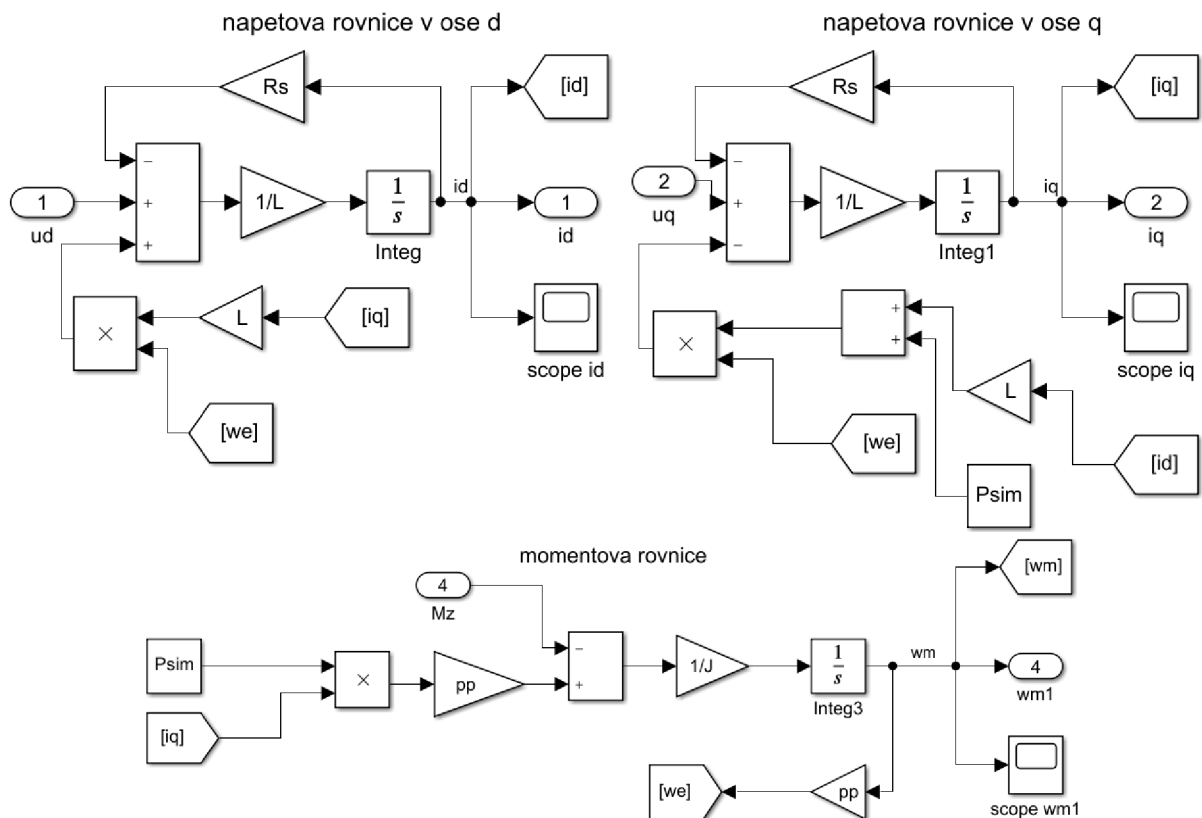 napetova rovnice v ose d
Rs
[id]
−
1
ud
+
+
1/L
1
s
Integ
id
1
id
×
L
[iq]
scope id
[we]
napetova rovnice v ose q
Rs
[iq]
−
2
uq
+
−
1/L
1
s
Integ1
iq
2
iq
×
+
+
L
scope iq
[we]
[id]
Psim
momentova rovnice
4
Mz
[wm]
Psim
×
pp
−
+
1/J
1
s
Integ3
wm
4
wm1
[iq]
[we]
pp
scope wm1